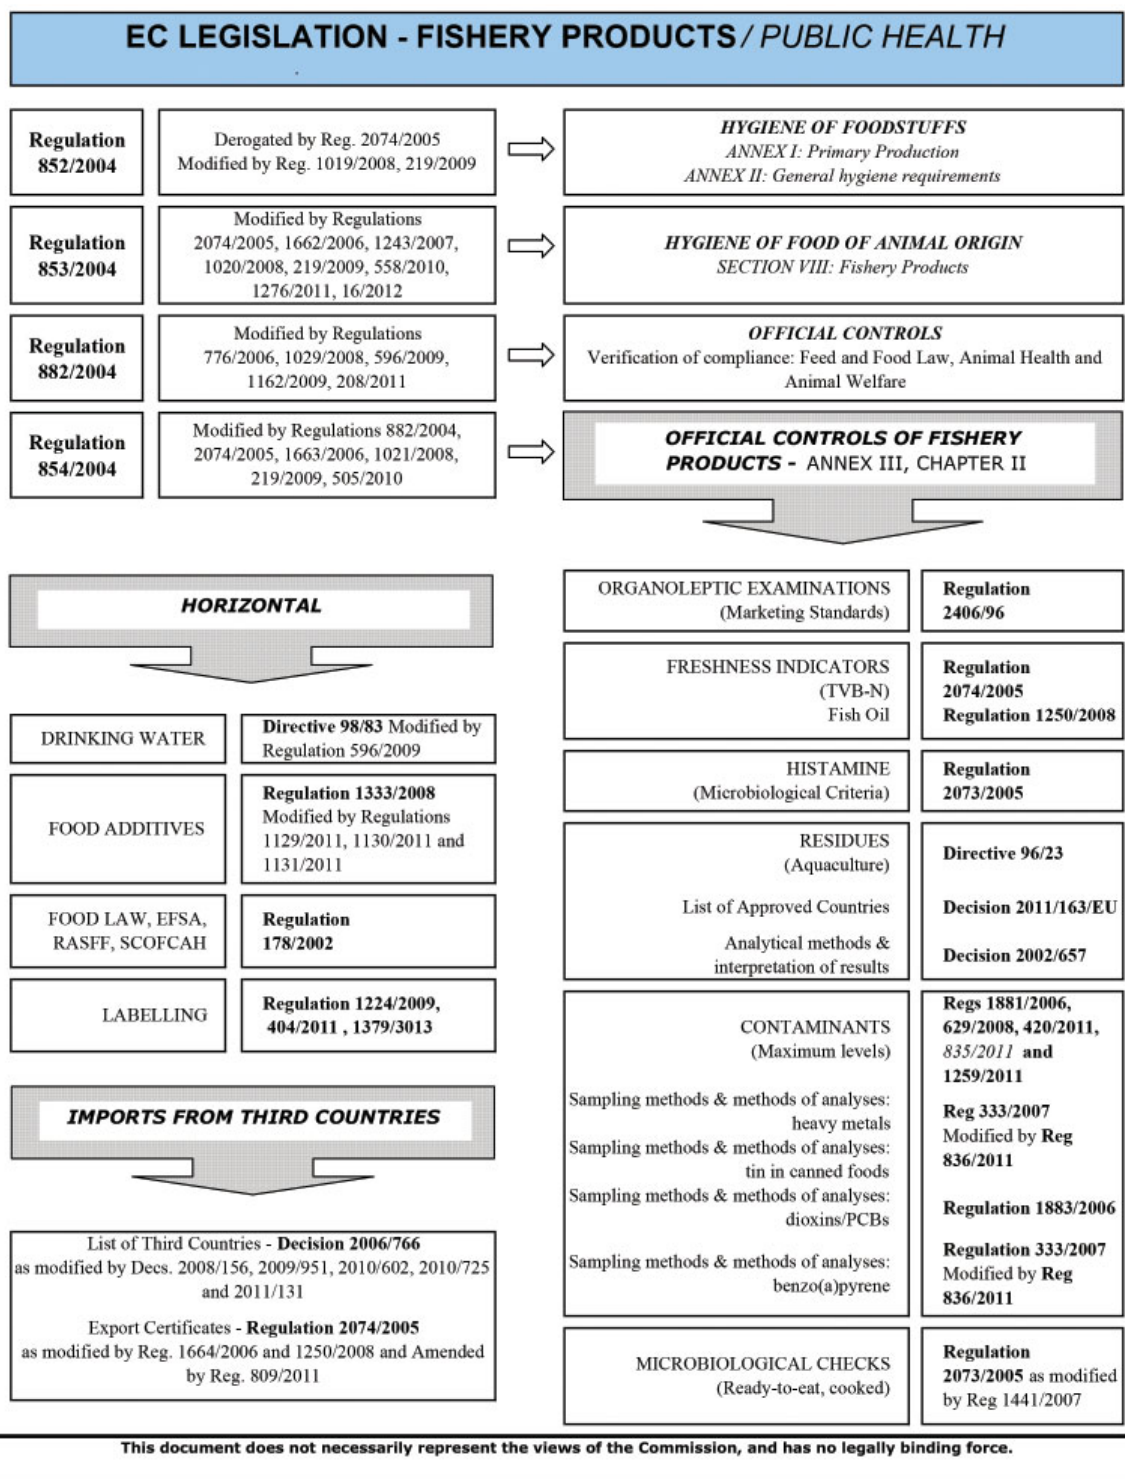 EC LEGISLATION - FISHERY PRODUCTS / PUBLIC HEALTH
Regulation
852/2004
Derogated by Reg. 2074/2005
Modified by Reg. 1019/2008, 219/2009
HYGIENE OF FOODSTUFFS
ANNEX I: Primary Production
ANNEX II: General hygiene requirements
Regulation
853/2004
Modified by Regulations
2074/2005, 1662/2006, 1243/2007,
1020/2008, 219/2009, 558/2010,
1276/2011, 16/2012
HYGIENE OF FOOD OF ANIMAL ORIGIN
SECTION VIII: Fishery Products
Regulation
882/2004
Modified by Regulations
776/2006, 1029/2008, 596/2009,
1162/2009, 208/2011
OFFICIAL CONTROLS
Verification of compliance: Feed and Food Law, Animal Health and
Animal Welfare
Regulation
854/2004
Modified by Regulations 882/2004,
2074/2005, 1663/2006, 1021/2008,
219/2009, 505/2010
OFFICIAL CONTROLS OF FISHERY
PRODUCTS - ANNEX III, CHAPTER II
HORIZONTAL
DRINKING WATER
Directive 98/83 Modified by
Regulation 596/2009
FOOD ADDITIVES
Regulation 1333/2008
Modified by Regulations
1129/2011, 1130/2011 and
1131/2011
FOOD LAW, EFSA,
RASFF, SCOFCAH
Regulation
178/2002
LABELLING
Regulation 1224/2009,
404/2011 , 1379/3013
IMPORTS FROM THIRD COUNTRIES
List of Third Countries - Decision 2006/766
as modified by Decs. 2008/156, 2009/951, 2010/602, 2010/725
and 2011/131
Export Certificates - Regulation 2074/2005
as modified by Reg. 1664/2006 and 1250/2008 and Amended
by Reg. 809/2011
ORGANOLEPTIC EXAMINATIONS
(Marketing Standards)
Regulation
2406/96
FRESHNESS INDICATORS
(TVB-N)
Fish Oil
Regulation
2074/2005
Regulation 1250/2008
HISTAMINE
(Microbiological Criteria)
Regulation
2073/2005
RESIDUES
(Aquaculture)
Directive 96/23
List of Approved Countries
Decision 2011/163/EU
Analytical methods &
interpretation of results
Decision 2002/657
CONTAMINANTS
(Maximum levels)
Regs 1881/2006,
629/2008, 420/2011,
835/2011 and
1259/2011
Sampling methods & methods of analyses:
heavy metals
Sampling methods & methods of analyses:
tin in canned foods
Reg 333/2007
Modified by Reg
836/2011
Sampling methods & methods of analyses:
dioxins/PCBs
Regulation 1883/2006
Sampling methods & methods of analyses:
benzo(a)pyrene
Regulation 333/2007
Modified by Reg
836/2011
MICROBIOLOGICAL CHECKS
(Ready-to-eat, cooked)
Regulation
2073/2005 as modified
by Reg 1441/2007
This document does not necessarily represent the views of the Commission, and has no legally binding force.